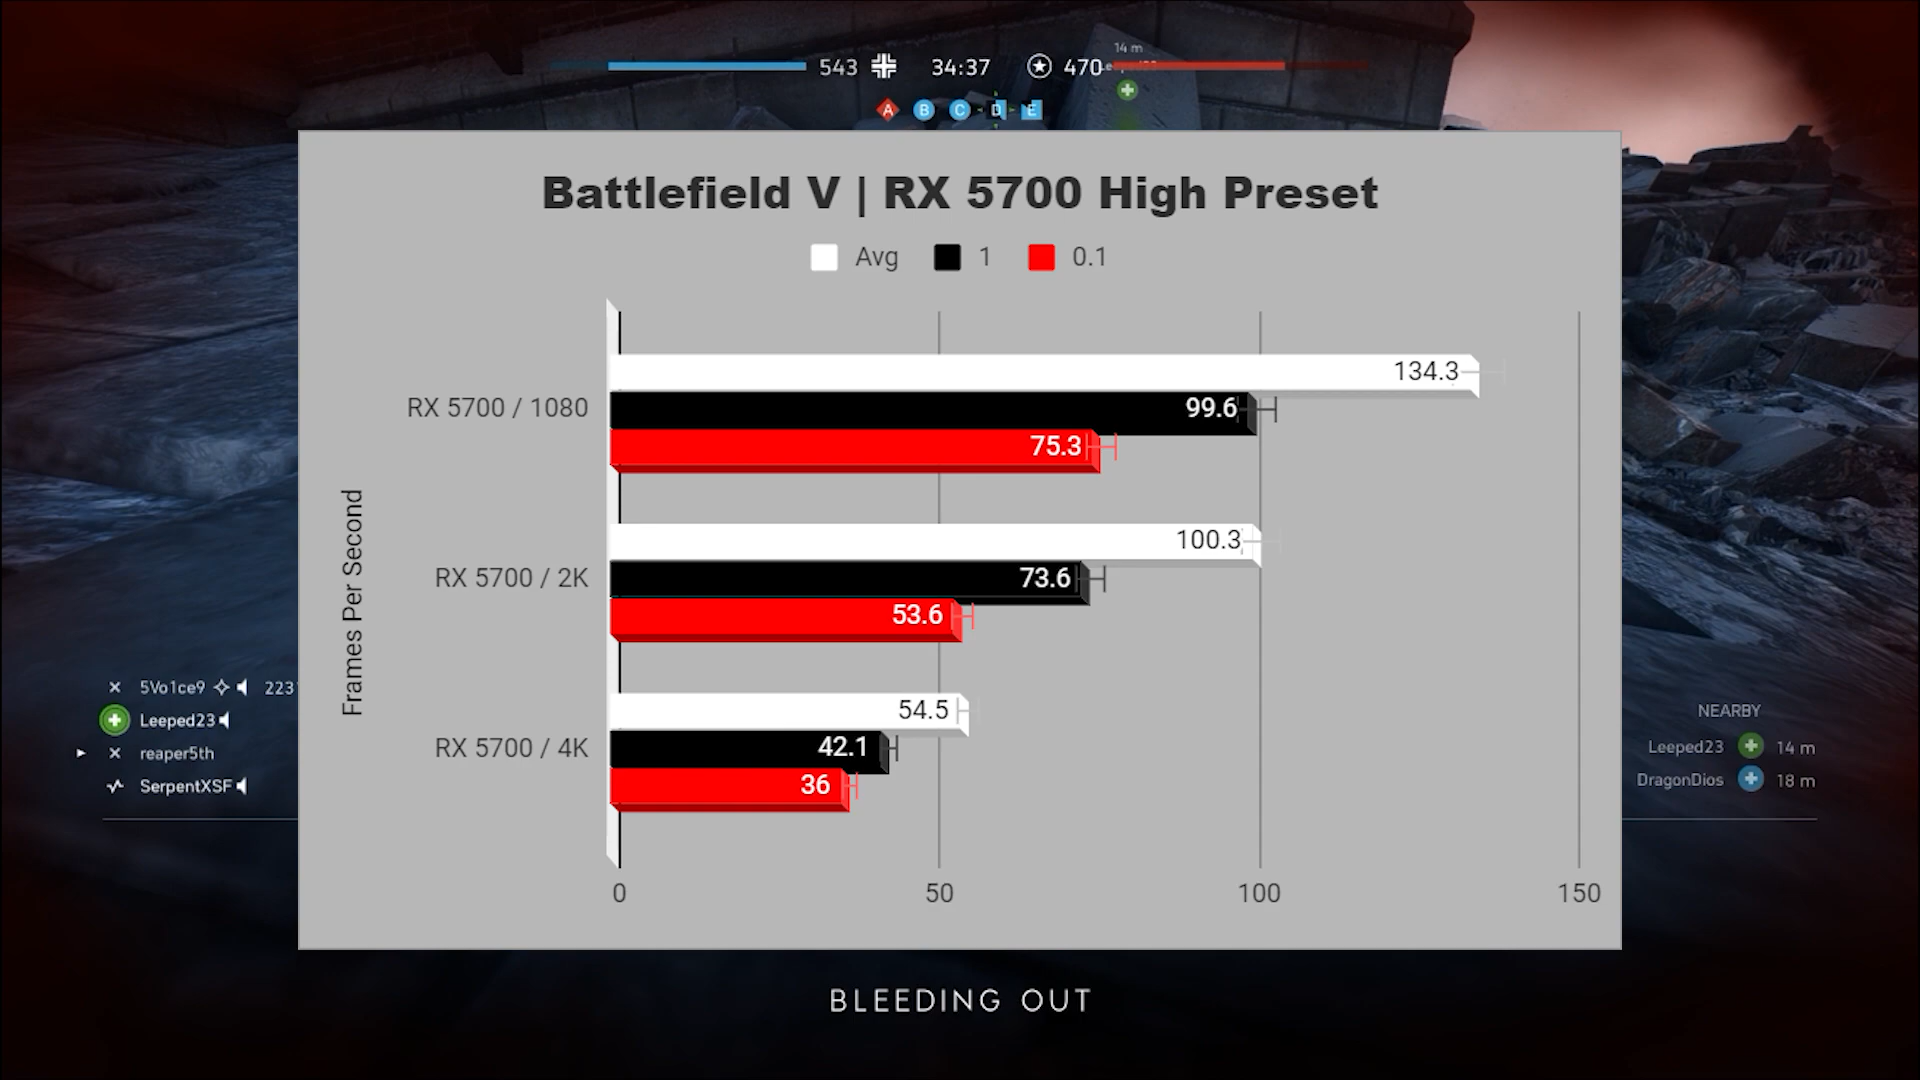 14 m
543 34:37 470
A B C D E
Battlefield V | RX 5700 High Preset
Avg 1 0.1
Frames Per Second
RX 5700 / 1080
134.3
99.6
75.3
RX 5700 / 2K
100.3
73.6
53.6
RX 5700 / 4K
54.5
42.1
36
0 50 100 150
5Vo1ce9 223
Leeped23
reaper5th
SerpentXSF
NEARBY
Leeped23 14 m
DragonDios 18 m
BLEEDING OUT